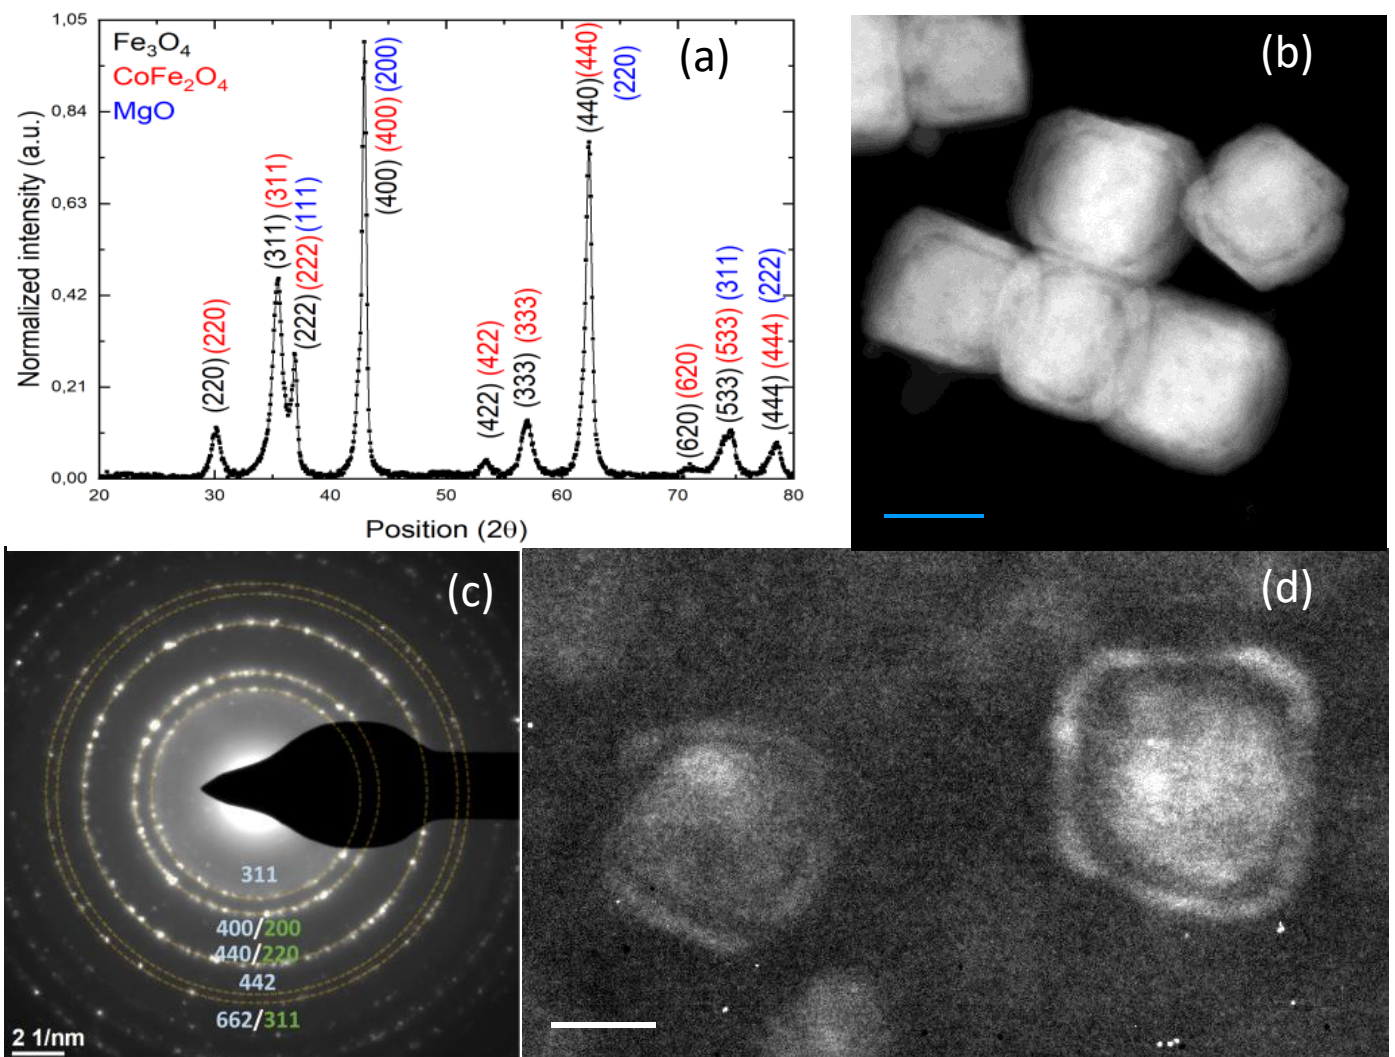 (a)
Fe₃O₄
CoFe₂O₄
MgO
Normalized intensity (a.u.)
1,05
0,84
0,63
0,42
0,21
0,00
20 30 40 50 60 70 80
Position (2θ)
(220) (220)
(311) (311)
(222) (222) (111)
(400) (400) (200)
(422) (422)
(333) (333)
(440) (440)
(220)
(620) (620)
(533) (533) (311)
(444) (444) (222)
(b)
(c)
311
400/200
440/220
442
662/311
2 1/nm
(d)